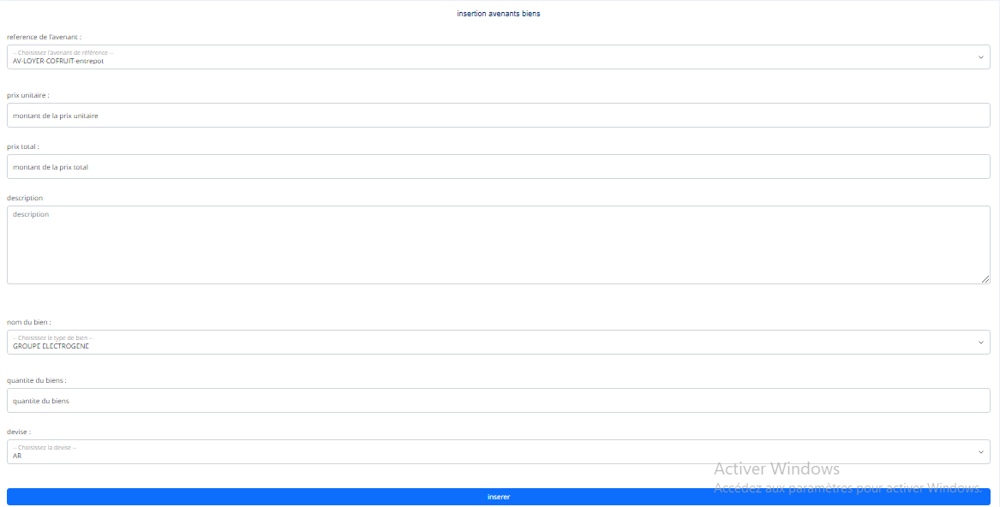 insertion avenants biens
reference de l'avenant :
-- Choisissez l'avenant de référence --
AV-LOYER-COFRUIT-entrepot
prix unitaire :
montant de la prix unitaire
prix total :
montant de la prix total
description
description
nom du bien :
-- Choisissez le type de bien --
GROUPE ELECTROGENE
quantite du biens :
quantite du biens
devise :
-- Choisissez la devise --
AR
Activer Windows
Accédez aux paramètres pour activer Windows.
inserer